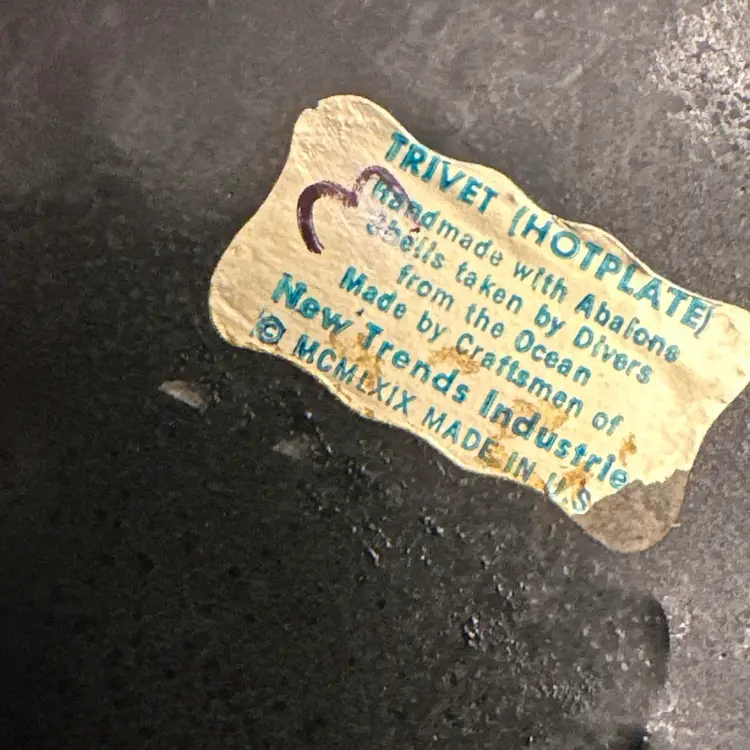 TRIVET (HOTPLATE)
Handmade with Abalone
Shells taken by Divers
from the Ocean
Made by Craftsmen of
New Trends Industrie
© MCMLXIX MADE IN U.S